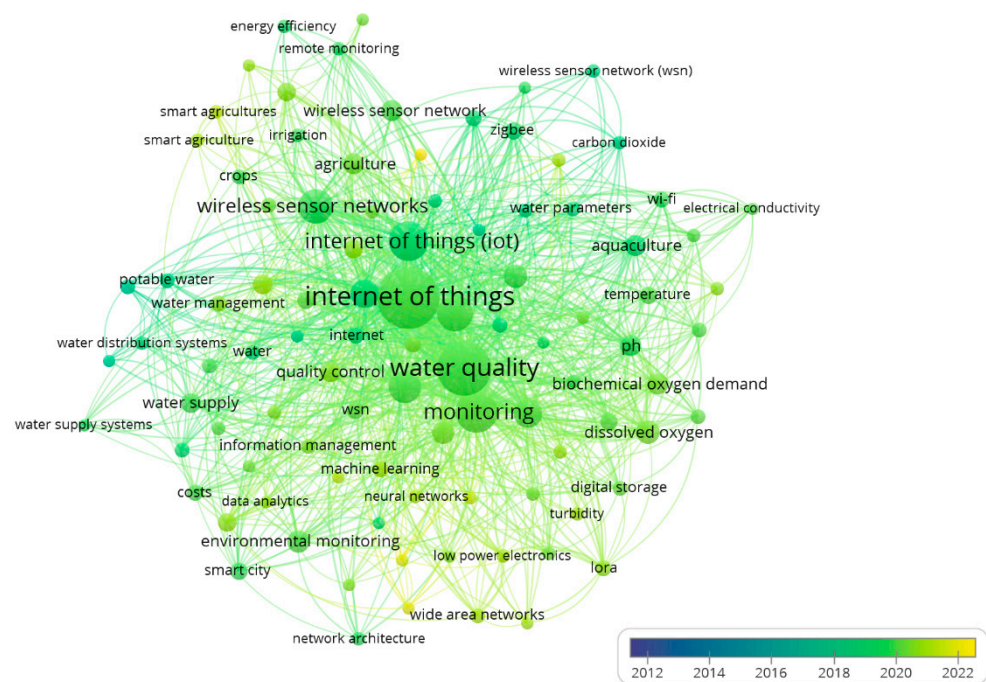 energy efficiency
remote monitoring
wireless sensor network (wsn)
smart agricultures
wireless sensor network
zigbee
smart agriculture
irrigation
carbon dioxide
agriculture
crops
wi-fi
wireless sensor networks
water parameters
electrical conductivity
internet of things (iot)
aquaculture
potable water
internet of things
temperature
water management
water distribution systems
internet
water
ph
water quality
quality control
biochemical oxygen demand
water supply
wsn
monitoring
water supply systems
information management
dissolved oxygen
machine learning
costs
data analytics
neural networks
digital storage
turbidity
environmental monitoring
low power electronics
smart city
lora
wide area networks
network architecture
2012 2014 2016 2018 2020 2022